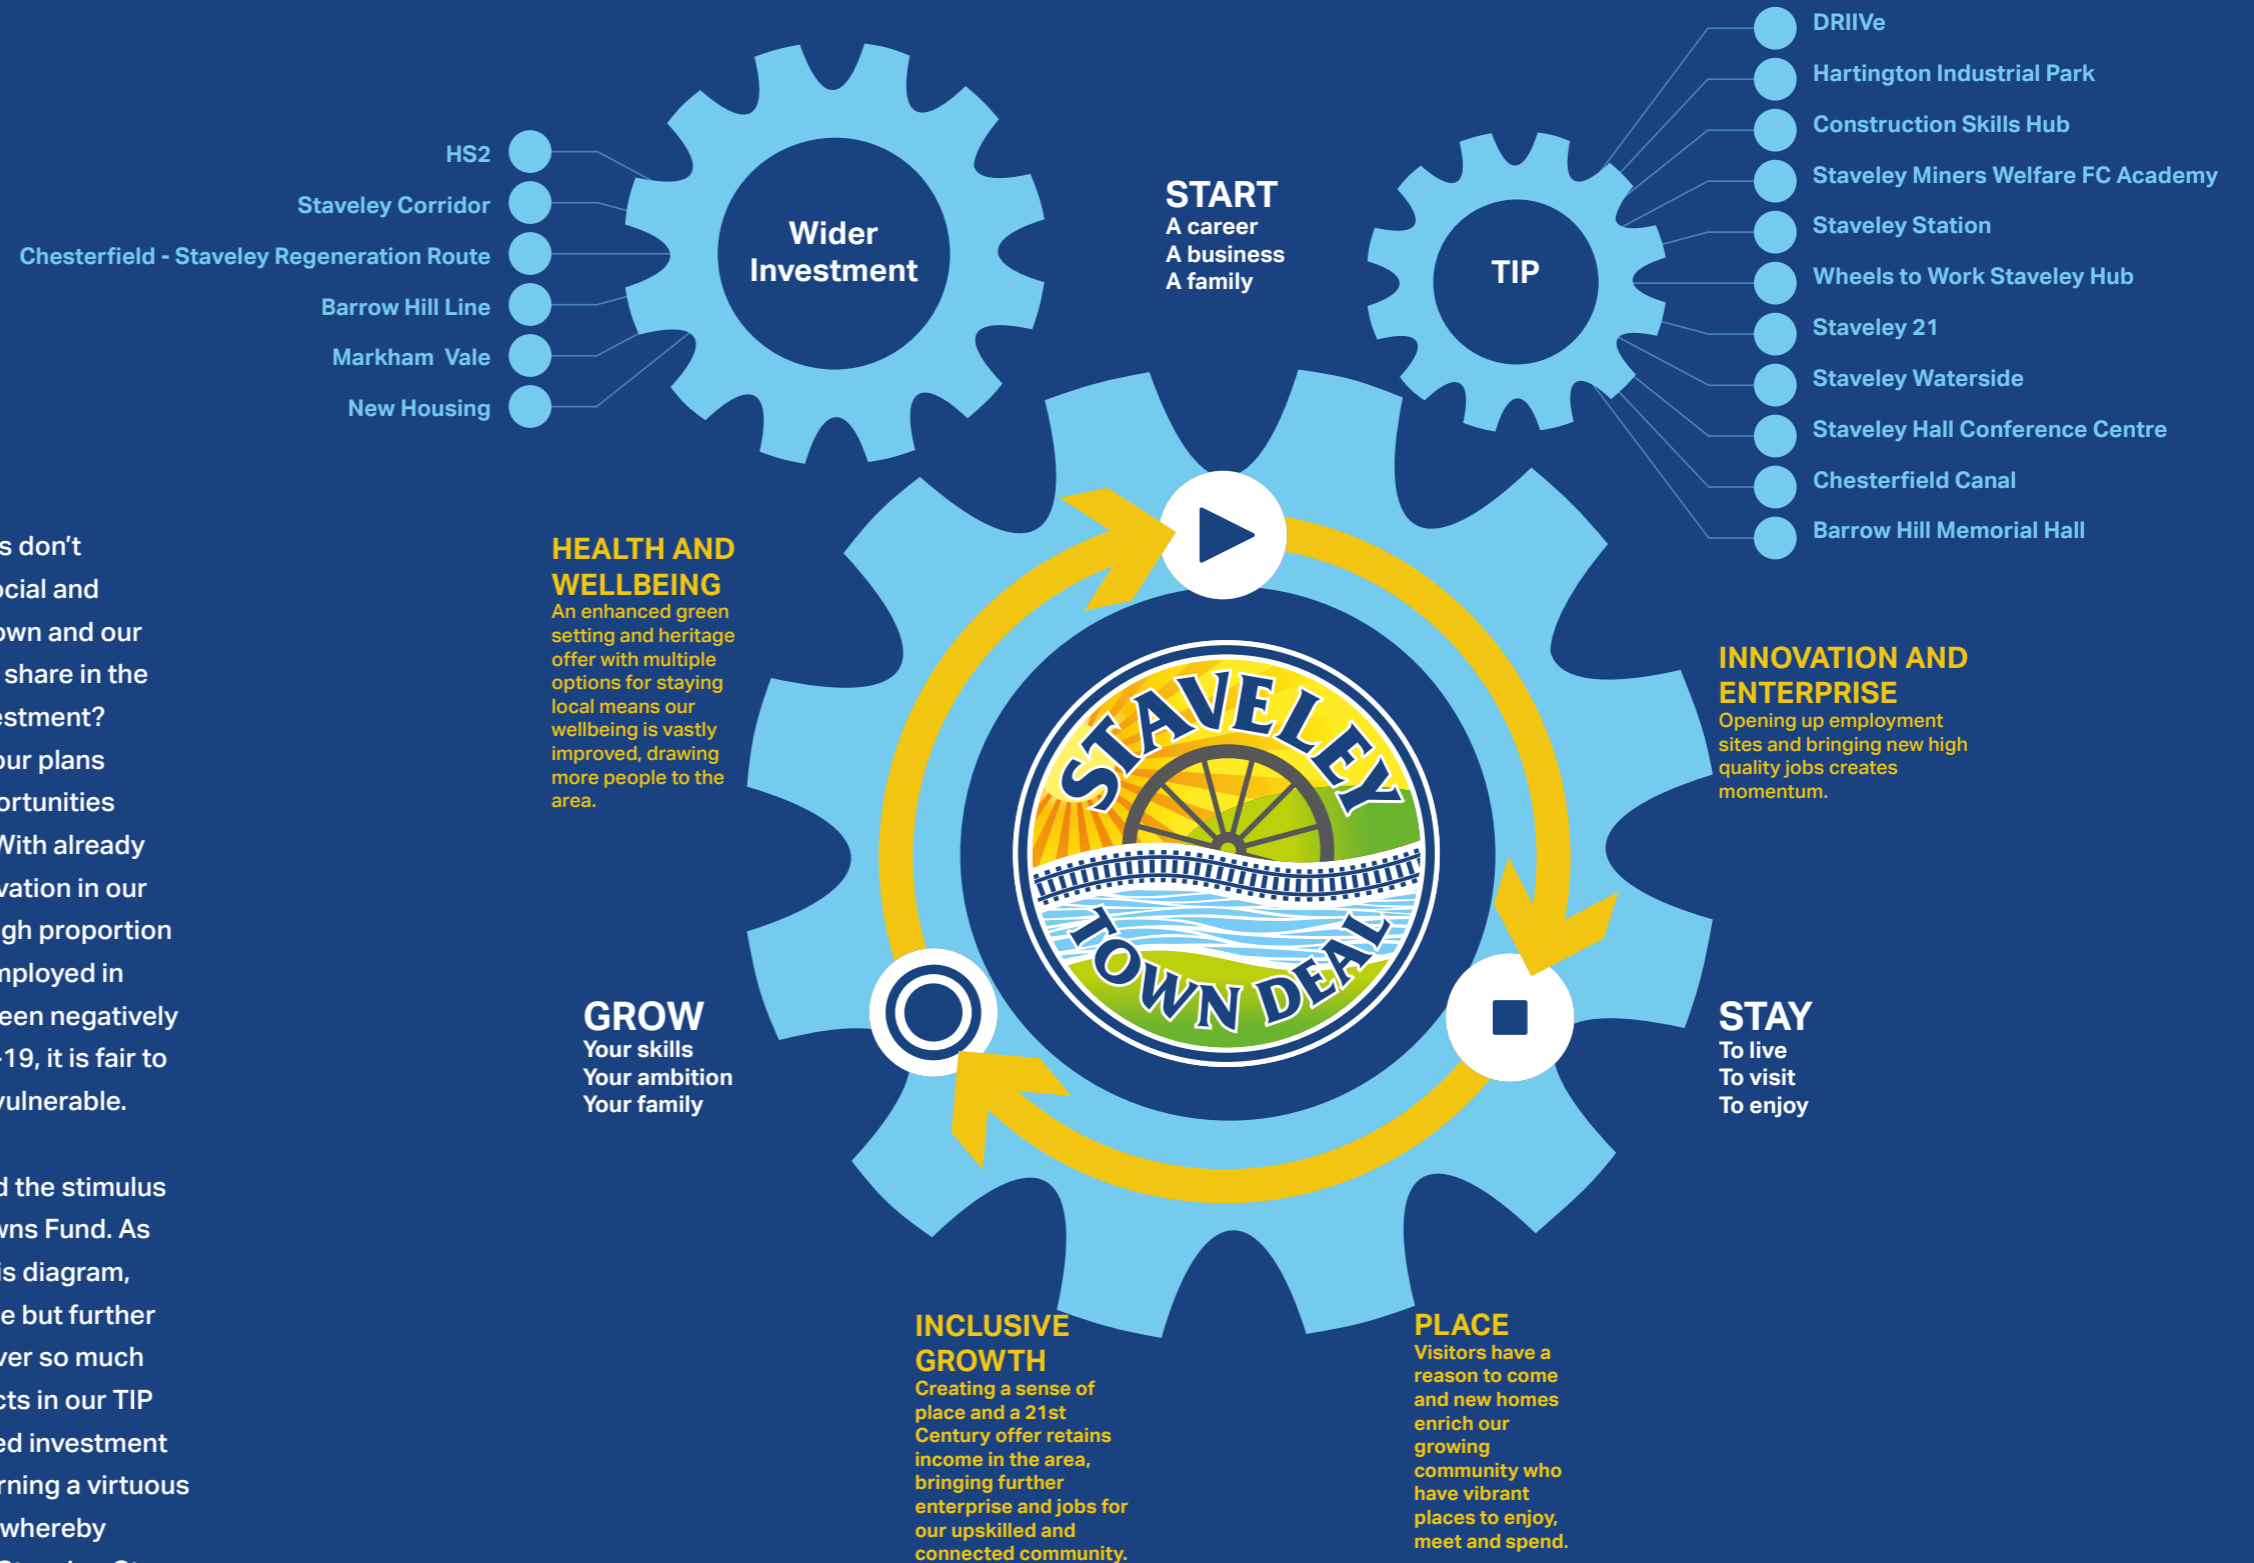 DRIIVe
Hartington Industrial Park
Construction Skills Hub
Staveley Miners Welfare FC Academy
Staveley Station
Wheels to Work Staveley Hub
Staveley 21
Staveley Waterside
Staveley Hall Conference Centre
Chesterfield Canal
Barrow Hill Memorial Hall
HS2
Staveley Corridor
Chesterfield - Staveley Regeneration Route
Barrow Hill Line
Markham Vale
New Housing
Wider
Investment
START
A career
A business
A family
TIP
s don't
ocial and
own and our
share in the
estment?
our plans
ortunities
With already
vation in our
gh proportion
mployed in
een negatively
-19, it is fair to
vulnerable.
d the stimulus
wns Fund. As
is diagram,
e but further
ver so much
cts in our TIP
ed investment
rning a virtuous
whereby
HEALTH AND
WELLBEING
An enhanced green
setting and heritage
offer with multiple
options for staying
local means our
wellbeing is vastly
improved, drawing
more people to the
area.
INNOVATION AND
ENTERPRISE
Opening up employment
sites and bringing new high
quality jobs creates
momentum.
STAVELEY
TOWN DEAL
GROW
Your skills
Your ambition
Your family
STAY
To live
To visit
To enjoy
INCLUSIVE
GROWTH
Creating a sense of
place and a 21st
Century offer retains
income in the area,
bringing further
enterprise and jobs for
our upskilled and
connected community.
PLACE
Visitors have a
reason to come
and new homes
enrich our
growing
community who
have vibrant
places to enjoy,
meet and spend.